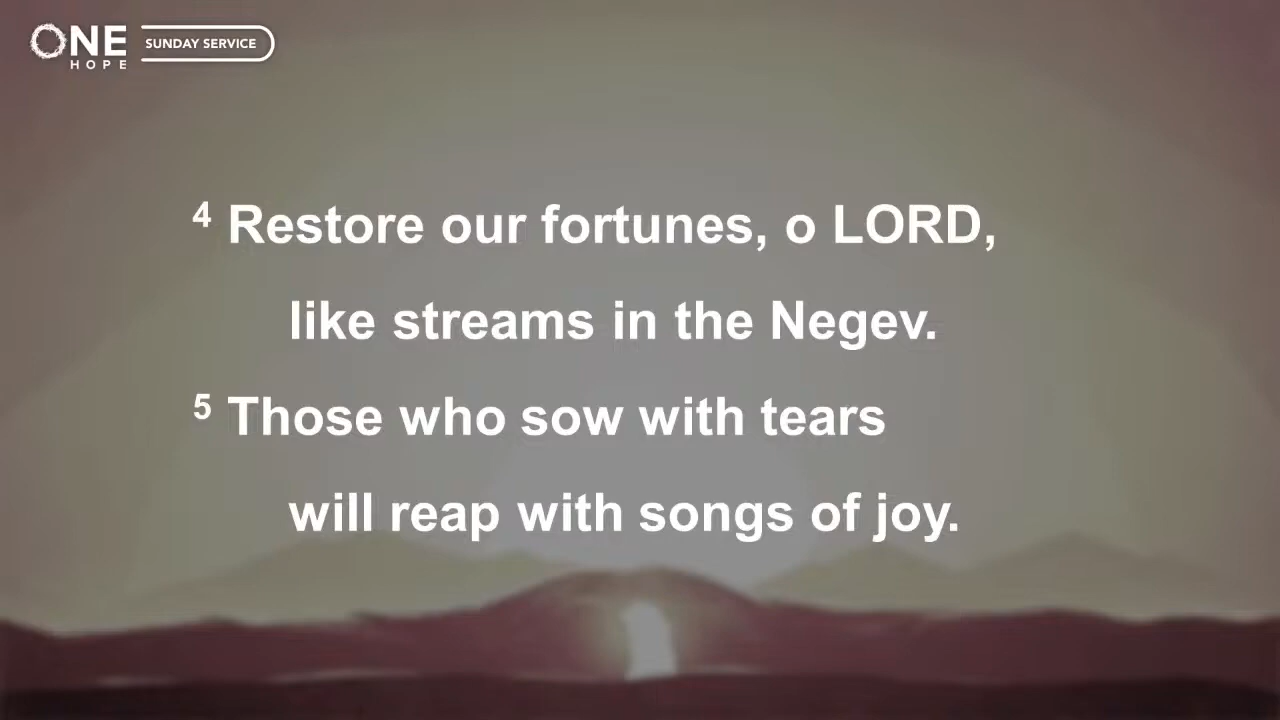 ONE
HOPE
SUNDAY SERVICE
4 Restore our fortunes, o LORD,
like streams in the Negev.
5 Those who sow with tears
will reap with songs of joy.